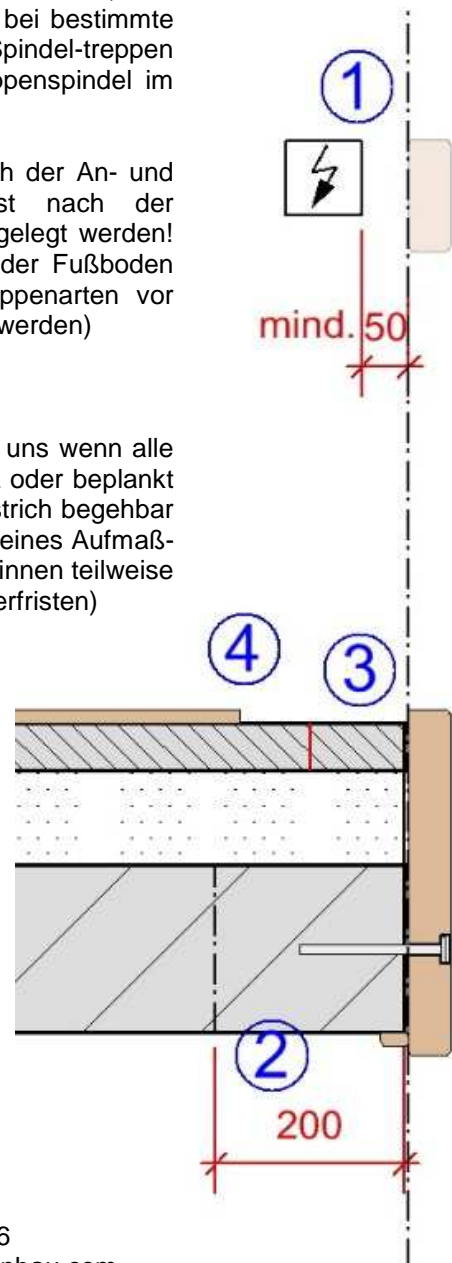 bei bestimmte
Spindel-treppen
ppenspindel im
1
h der An- und
st nach der
gelegt werden!
der Fußboden
ppenarten vor
werden)
mind. 50
uns wenn alle
oder beplankt
strich begehbar
eines Aufmaß-
innen teilweise
erfristen)
4
3
2
200
6